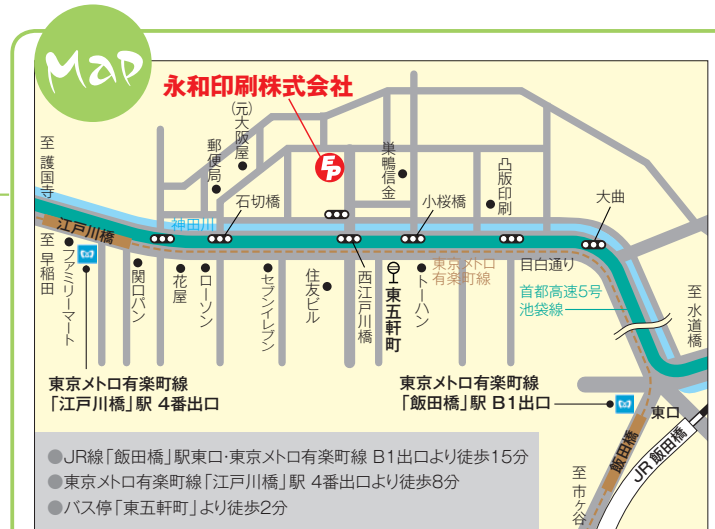 Map
永和印刷株式会社
(元)大阪屋
郵便局
EP
巣鴨信金
凸版印刷
至 護国寺
石切橋
小桜橋
大曲
神田川
江戸川橋
至 早稲田
ファミリーマート
関口パン
花屋
ローソン
セブンイレブン
住友ビル
西江戸川橋
東五軒町
トーハン
東京メトロ
有楽町線
目白通り
首都高速5号
池袋線
至 水道橋
東京メトロ有楽町線
「江戸川橋」駅 4番出口
東京メトロ有楽町線
「飯田橋」駅 B1出口
東口
飯田橋
JR 飯田橋
至 市ヶ谷
●JR線「飯田橋」駅東口・東京メトロ有楽町線 B1出口より徒歩15分
●東京メトロ有楽町線「江戸川橋」駅 4番出口より徒歩8分
●バス停「東五軒町」より徒歩2分